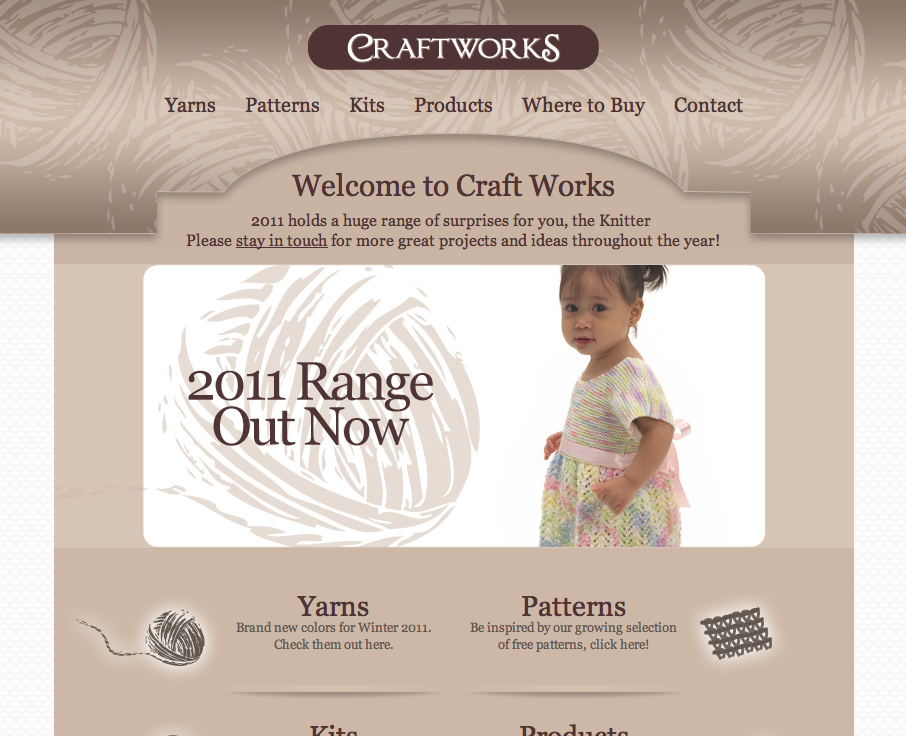 CRAFTWORKS
Yarns Patterns Kits Products Where to Buy Contact
Welcome to Craft Works
2011 holds a huge range of surprises for you, the Knitter
Please stay in touch for more great projects and ideas throughout the year!
2011 Range
Out Now
Yarns
Brand new colors for Winter 2011.
Check them out here.
Patterns
Be inspired by our growing selection
of free patterns, click here!
Kits
Products